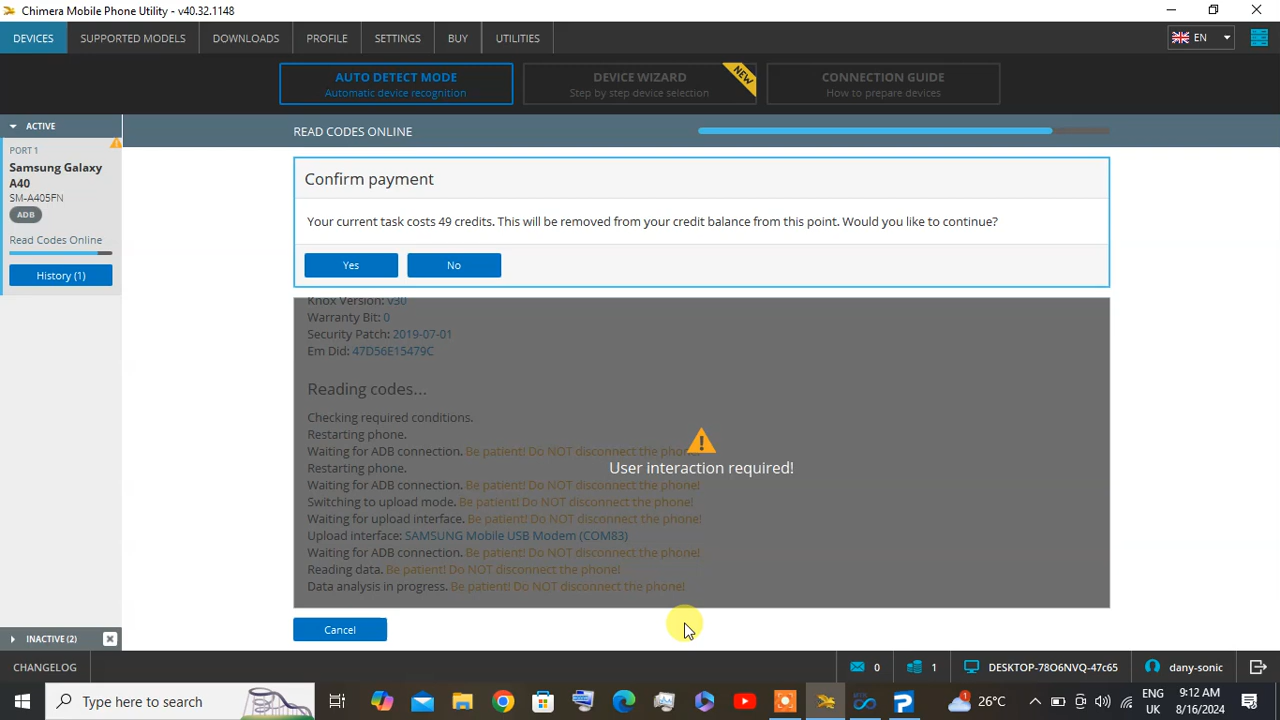 Chimera Mobile Phone Utility - v40.32.1148
DEVICES
SUPPORTED MODELS
DOWNLOADS
PROFILE
SETTINGS
BUY
UTILITIES
EN
AUTO DETECT MODE
Automatic device recognition
DEVICE WIZARD
Step by step device selection
NEW
CONNECTION GUIDE
How to prepare devices
ACTIVE
PORT 1
Samsung Galaxy
A40
SM-A405FN
ADB
Read Codes Online
History (1)
READ CODES ONLINE
Confirm payment
Your current task costs 49 credits. This will be removed from your credit balance from this point. Would you like to continue?
Yes
No
Knox Version: v30
Warranty Bit: 0
Security Patch: 2019-07-01
Em Did: 47D56E15479C
Reading codes...
Checking required conditions.
Restarting phone.
Waiting for ADB connection. Be patient! Do NOT disconnect the phone!
Restarting phone.
Waiting for ADB connection. Be patient! Do NOT disconnect the phone!
Switching to upload mode. Be patient! Do NOT disconnect the phone!
Waiting for upload interface. Be patient! Do NOT disconnect the phone!
Upload interface: SAMSUNG Mobile USB Modem (COM83)
Waiting for ADB connection. Be patient! Do NOT disconnect the phone!
Reading data. Be patient! Do NOT disconnect the phone!
Data analysis in progress. Be patient! Do NOT disconnect the phone!
User interaction required!
Cancel
INACTIVE (2)
CHANGELOG
0
1
DESKTOP-78O6NVQ-47c65
dany-sonic
Type here to search
1
26°C
ENG
UK
9:12 AM
8/16/2024